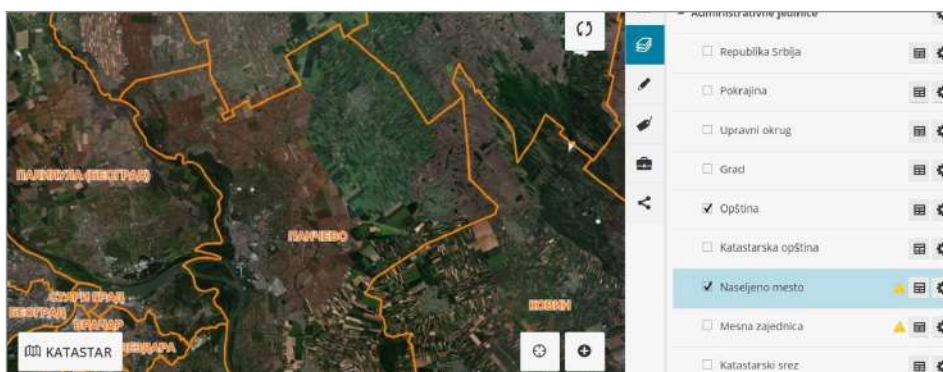 Administrativne jedinice
Republika Srbija
Pokrajina
Upravni okrug
Grad
Opština
Katastarska opština
Naseljeno mesto
Mesna zajednica
Katastarski srez
ПАЛИЛУЛА (БЕОГРАД)
ПАНЧЕВО
КОВИН
СТАРИ ГРАД
БЕОГРАД
ВРАЧАР
ЗВЕЗДАРА
KATASTAR